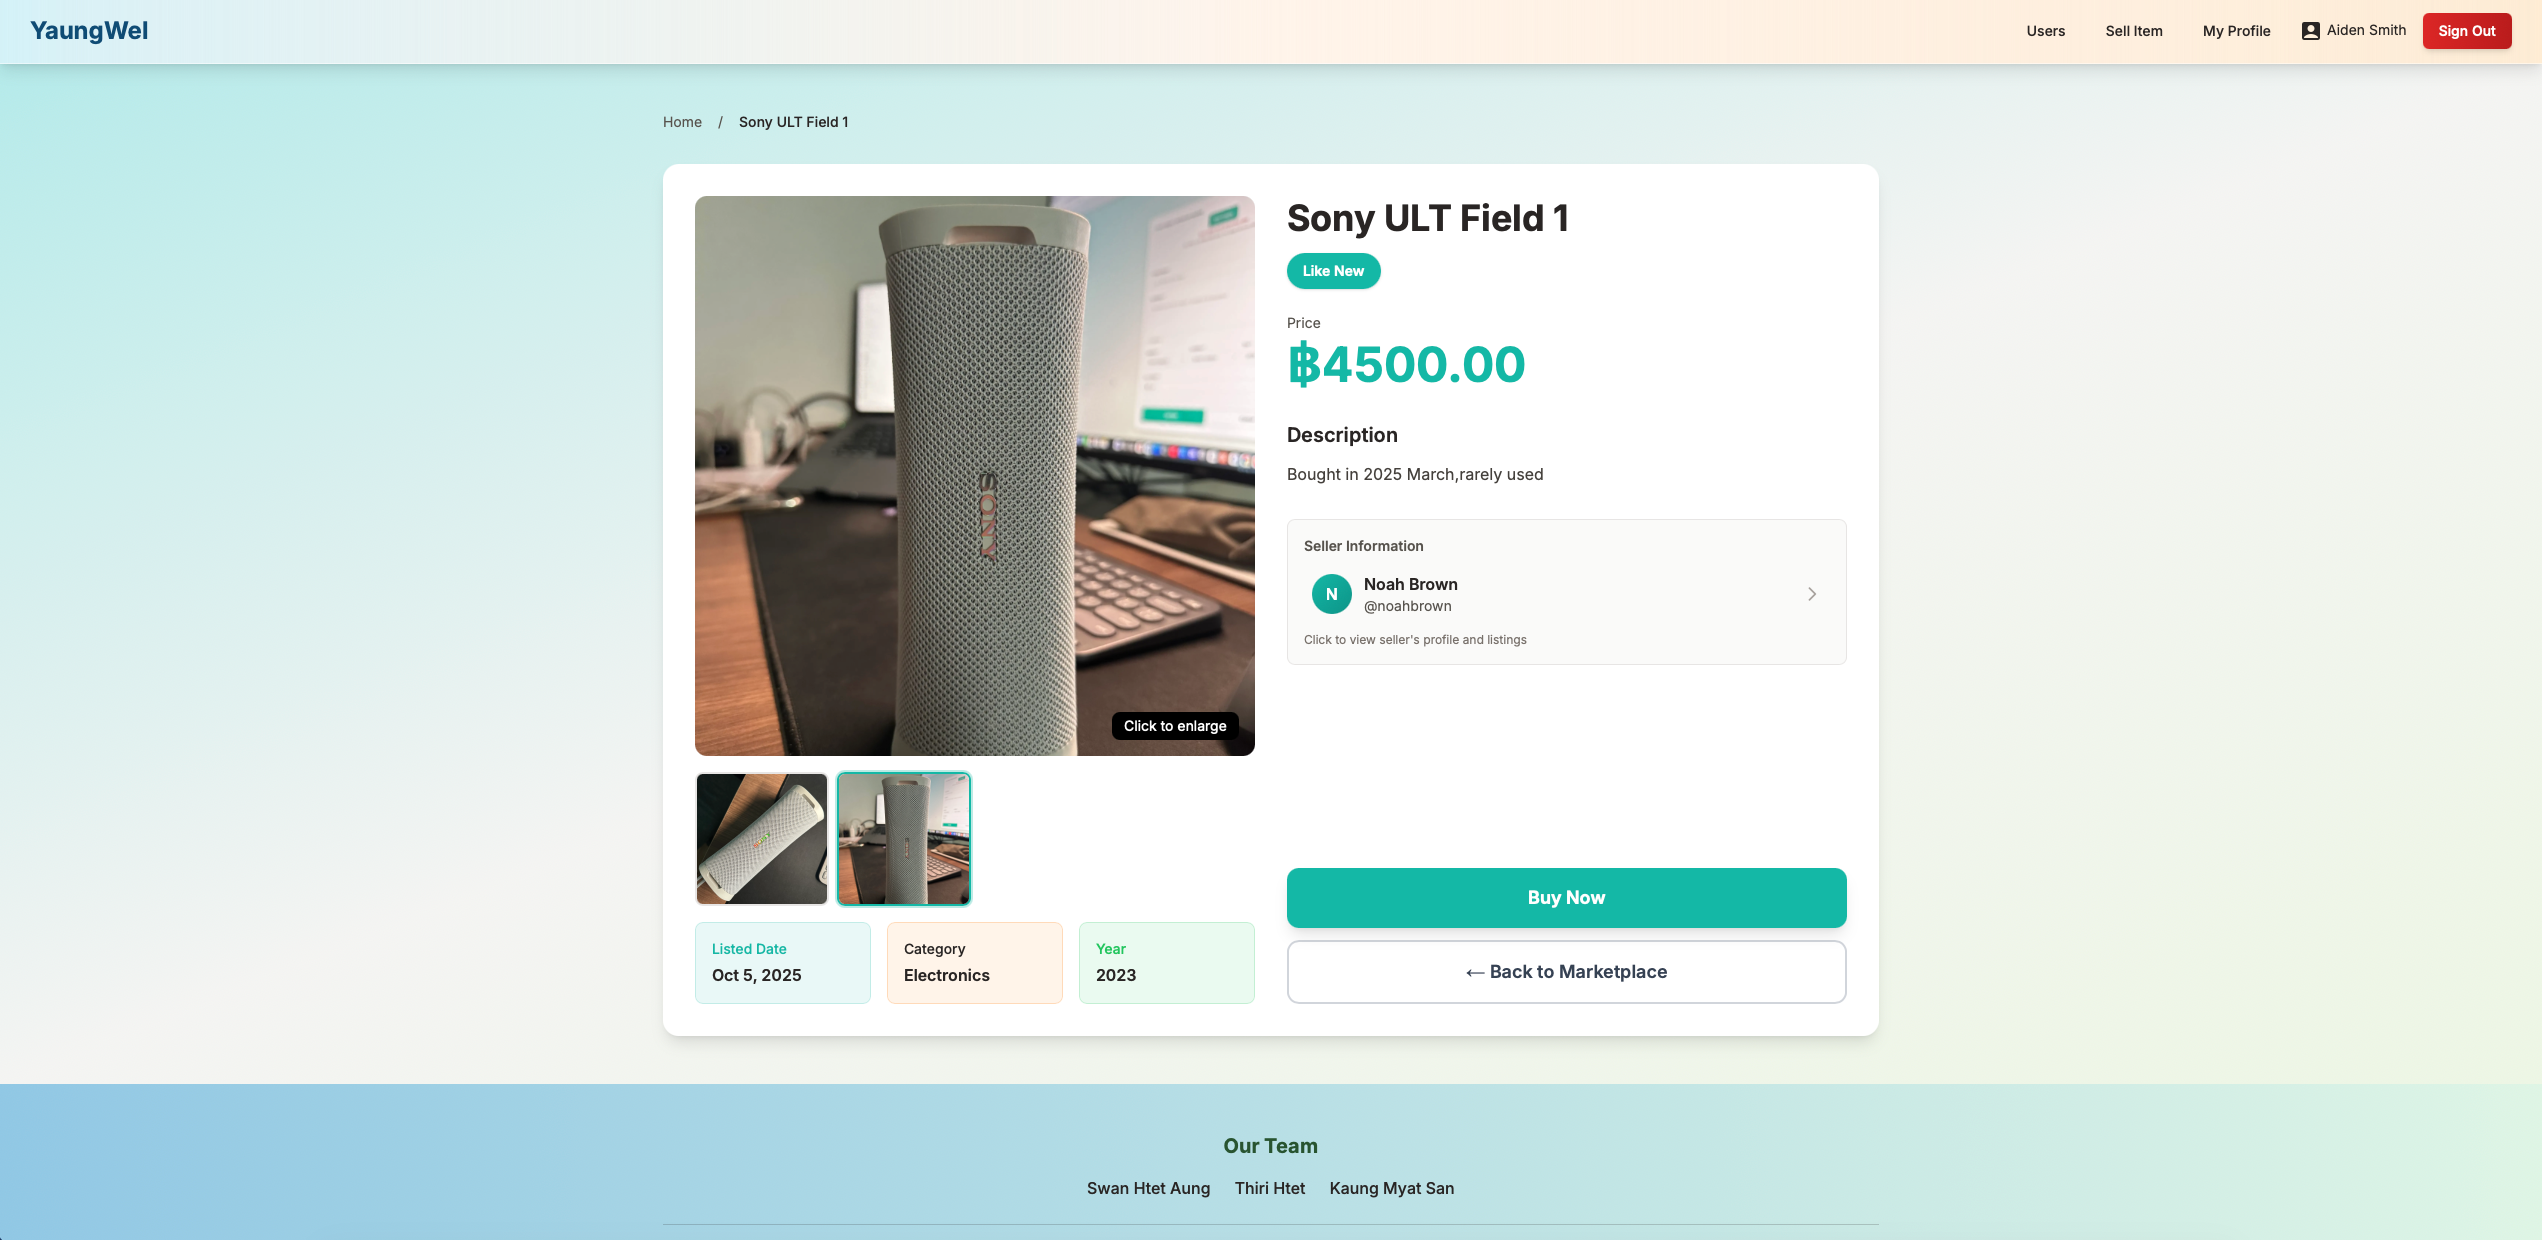 YaungWel
Users
Sell Item
My Profile
Aiden Smith
Sign Out
Home / Sony ULT Field 1
Sony ULT Field 1
Like New
Price
฿4500.00
Description
Bought in 2025 March,rarely used
Seller Information
N
Noah Brown
@noahbrown
Click to view seller's profile and listings
SONY
Click to enlarge
Listed Date
Oct 5, 2025
Category
Electronics
Year
2023
Buy Now
← Back to Marketplace
Our Team
Swan Htet Aung
Thiri Htet
Kaung Myat San